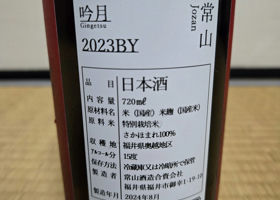 吟月
Gingetsu
常山
Jozan
2023BY
品目 日本酒
内容量 720mℓ
原材料名 米(国産)米麹(国産米)
原料米 特別栽培米
さかほまれ100%
収穫地 福井県奥越地区
アルコール分 15度
保存方法 冷蔵庫又は冷暗所で保管
製造者 常山酒造合資会社
福井県福井市御幸1-19-10
製造年月 2024年8月